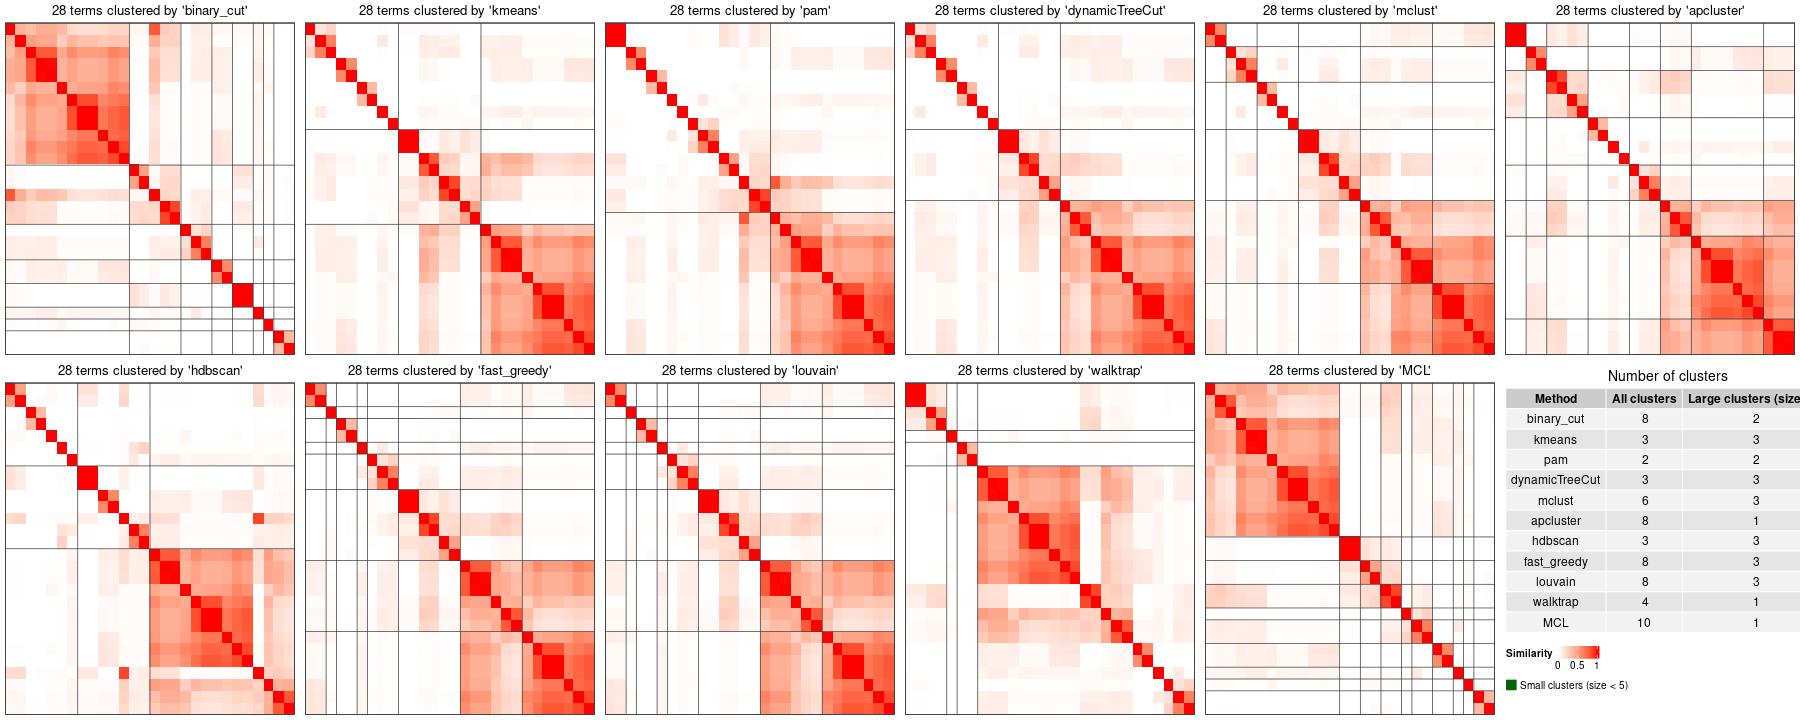 28 terms clustered by 'binary_cut'
28 terms clustered by 'kmeans'
28 terms clustered by 'pam'
28 terms clustered by 'dynamicTreeCut'
28 terms clustered by 'mclust'
28 terms clustered by 'apcluster'
28 terms clustered by 'hdbscan'
28 terms clustered by 'fast_greedy'
28 terms clustered by 'louvain'
28 terms clustered by 'walktrap'
28 terms clustered by 'MCL'
Number of clusters
Method All clusters Large clusters (size
binary_cut 8 2
kmeans 3 3
pam 2 2
dynamicTreeCut 3 3
mclust 6 3
apcluster 8 1
hdbscan 3 3
fast_greedy 8 3
louvain 8 3
walktrap 4 1
MCL 10 1
Similarity
0 0.5 1
Small clusters (size < 5)